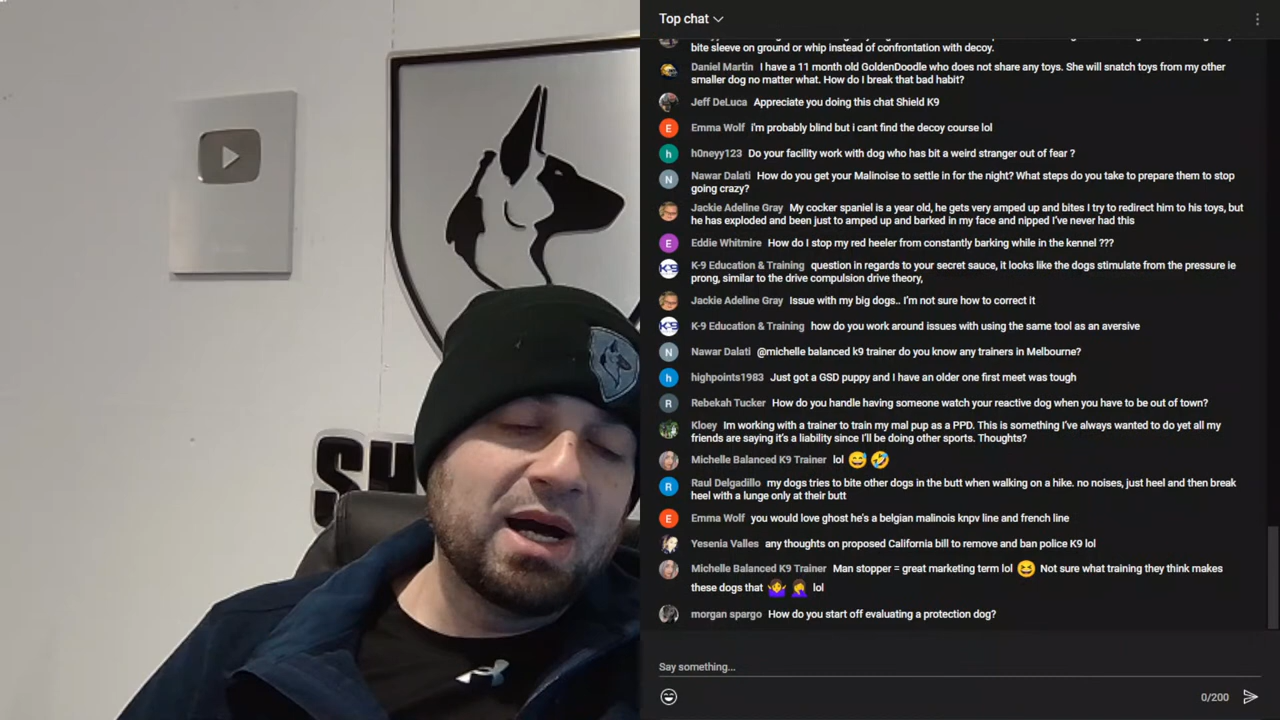 Top chat
bite sleeve on ground or whip instead of confrontation with decoy.
Daniel Martin I have a 11 month old GoldenDoodle who does not share any toys. She will snatch toys from my other
smaller dog no matter what. How do I break that bad habit?
Jeff DeLuca Appreciate you doing this chat Shield K9
E Emma Wolf i'm probably blind but i cant find the decoy course lol
h h0neyy123 Do your facility work with dog who has bit a weird stranger out of fear ?
N Nawar Dalati How do you get your Malinoise to settle in for the night? What steps do you take to prepare them to stop
going crazy?
Jackie Adeline Gray My cocker spaniel is a year old, he gets very amped up and bites I try to redirect him to his toys, but
he has exploded and been just to amped up and barked in my face and nipped I've never had this
E Eddie Whitmire How do I stop my red heeler from constantly barking while in the kennel ???
K-9 K-9 Education & Training question in regards to your secret sauce, it looks like the dogs stimulate from the pressure ie
prong, similar to the drive compulsion drive theory,
Jackie Adeline Gray Issue with my big dogs.. I'm not sure how to correct it
K-9 K-9 Education & Training how do you work around issues with using the same tool as an aversive
N Nawar Dalati @michelle balanced k9 trainer do you know any trainers in Melbourne?
h highpoints1983 Just got a GSD puppy and I have an older one first meet was tough
R Rebekah Tucker How do you handle having someone watch your reactive dog when you have to be out of town?
Kloey Im working with a trainer to train my mal pup as a PPD. This is something I've always wanted to do yet all my
friends are saying it's a liability since I'll be doing other sports. Thoughts?
Michelle Balanced K9 Trainer lol 😅 🤣
R Raul Delgadillo my dogs tries to bite other dogs in the butt when walking on a hike. no noises, just heel and then break
heel with a lunge only at their butt
E Emma Wolf you would love ghost he's a belgian malinois knpv line and french line
Yesenia Valles any thoughts on proposed California bill to remove and ban police K9 lol
Michelle Balanced K9 Trainer Man stopper = great marketing term lol 😆 Not sure what training they think makes
these dogs that 🤷‍♀️ 🤦‍♀️ lol
morgan spargo How do you start off evaluating a protection dog?
Say something...
0/200
SH